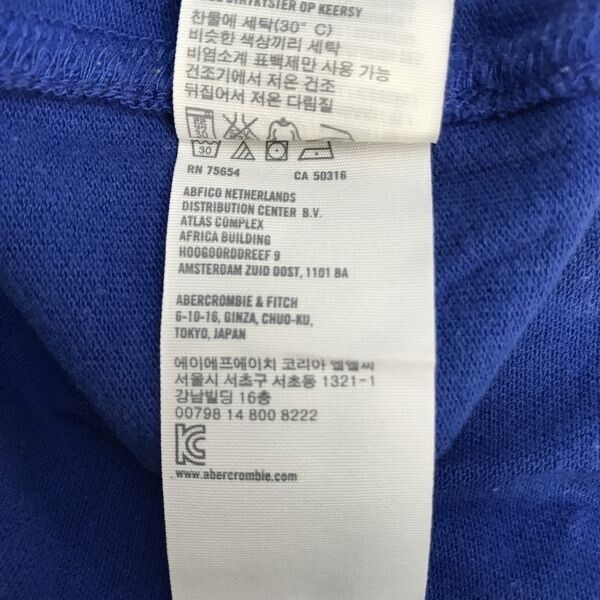 OP KEERSY
찬물에 세탁(30° C)
비슷한 색상끼리 세탁
바염소계 표백제만 사용 가능
건조기에서 저온 건조
뒤집어서 저온 다림질
30
RN 75654 CA 50316
ABFICO NETHERLANDS
DISTRIBUTION CENTER B.V.
ATLAS COMPLEX
AFRICA BUILDING
HOOGOORDDREEF 9
AMSTERDAM ZUID OOST, 1101 BA
ABERCROMBIE & FITCH
6-10-16, GINZA, CHUO-KU,
TOKYO, JAPAN
에이에프에이치 코리아 엘엘씨
서울시 서초구 서초동 1321-1
강남빌딩 16층
00798 14 800 8222
www.abercrombie.com